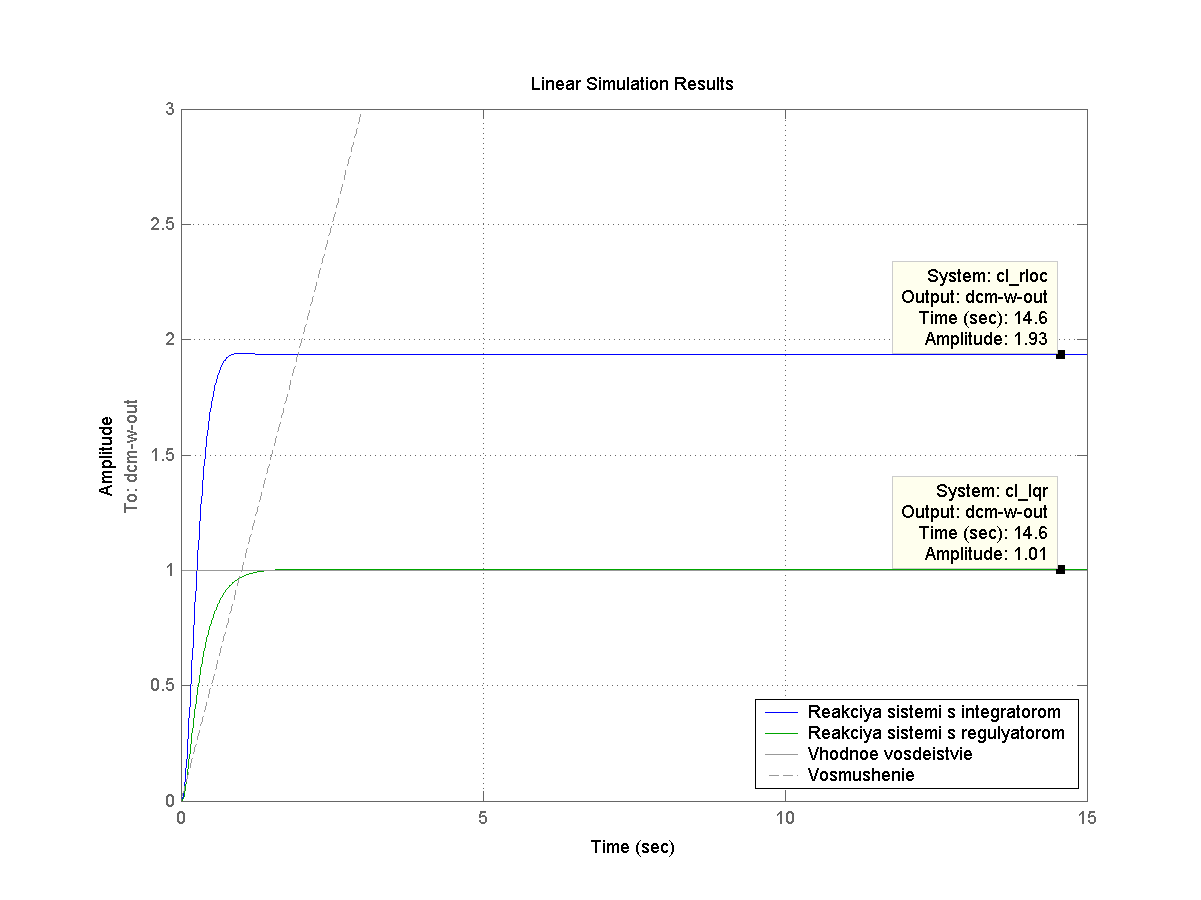 Linear Simulation Results
3
2.5
2
1.5
1
0.5
0
Amplitude
To: dcm-w-out
System: cl_rloc
Output: dcm-w-out
Time (sec): 14.6
Amplitude: 1.93
System: cl_lqr
Output: dcm-w-out
Time (sec): 14.6
Amplitude: 1.01
Reakciya sistemi s integratorom
Reakciya sistemi s regulyatorom
Vhodnoe vosdeistvie
Vosmushenie
0 5 10 15
Time (sec)